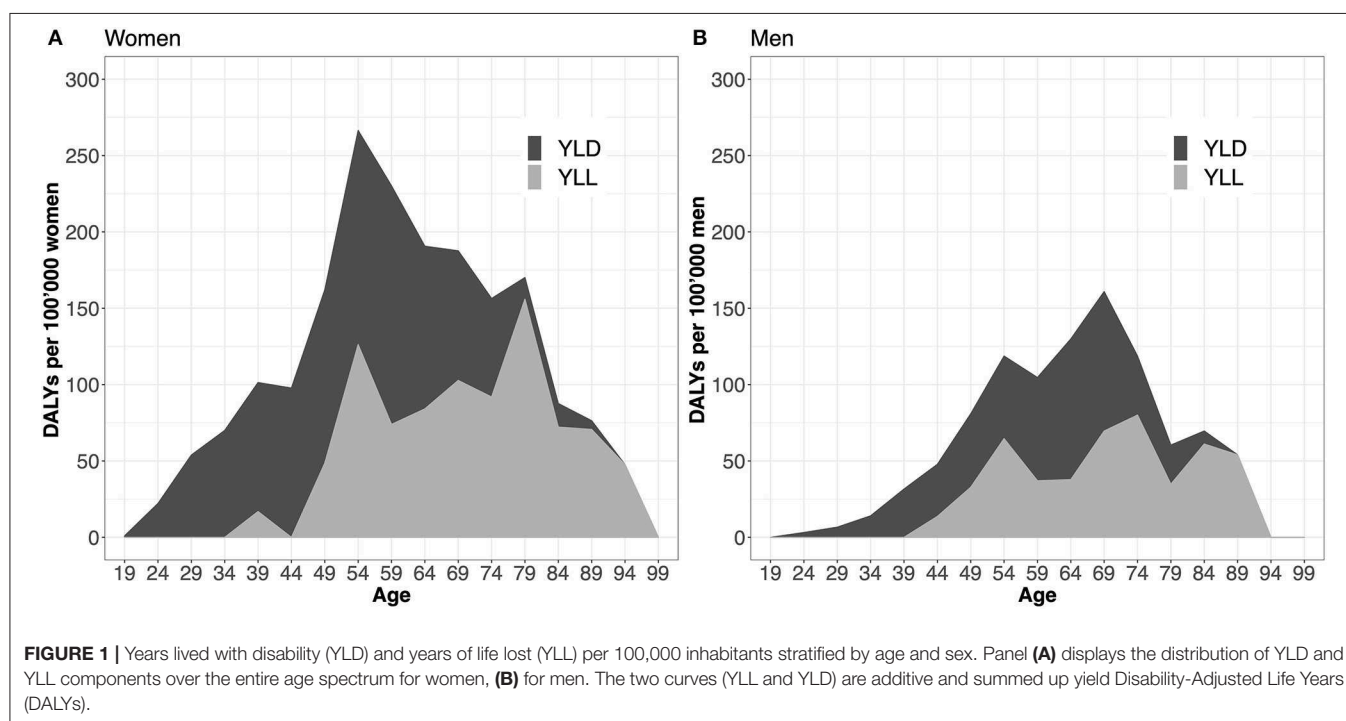 A Women
300
250
200
150
100
50
0
DALYs per 100'000 women
YLD
YLL
19 24 29 34 39 44 49 54 59 64 69 74 79 84 89 94 99
Age
B Men
300
250
200
150
100
50
0
DALYs per 100'000 men
YLD
YLL
19 24 29 34 39 44 49 54 59 64 69 74 79 84 89 94 99
Age
FIGURE 1 | Years lived with disability (YLD) and years of life lost (YLL) per 100,000 inhabitants stratified by age and sex. Panel (A) displays the distribution of YLD and
YLL components over the entire age spectrum for women, (B) for men. The two curves (YLL and YLD) are additive and summed up yield Disability-Adjusted Life Years
(DALYs).